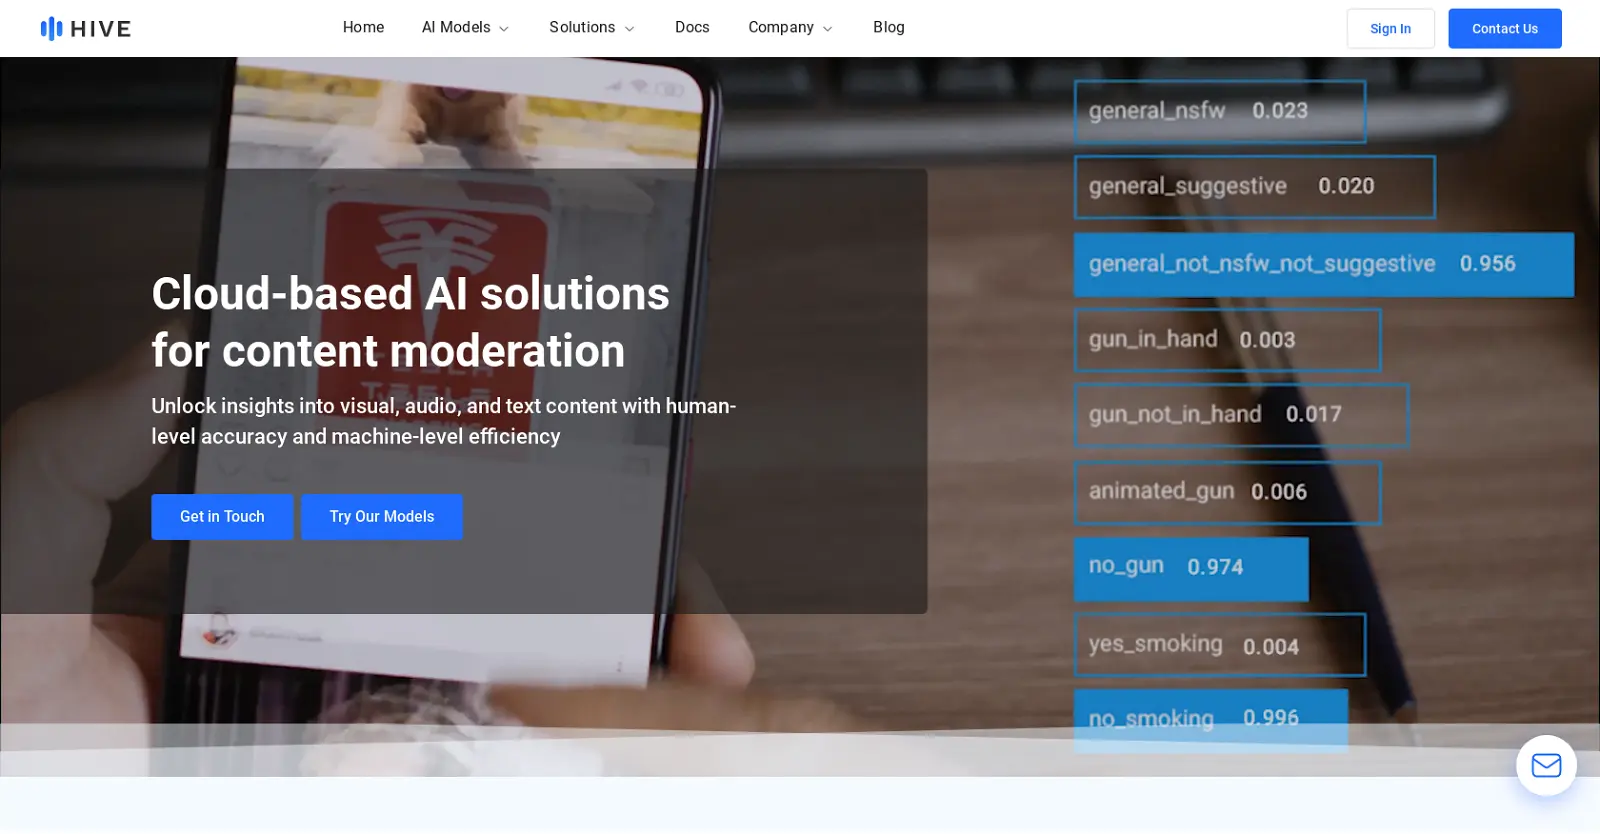 HIVE
Home
AI Models
Solutions
Docs
Company
Blog
Sign In
Contact Us
general_nsfw 0.023
general_suggestive 0.020
general_not_nsfw_not_suggestive 0.956
gun_in_hand 0.003
gun_not_in_hand 0.017
animated_gun 0.006
no_gun 0.974
yes_smoking 0.004
no_smoking 0.996
Cloud-based AI solutions
for content moderation
Unlock insights into visual, audio, and text content with human-
level accuracy and machine-level efficiency
Get in Touch
Try Our Models